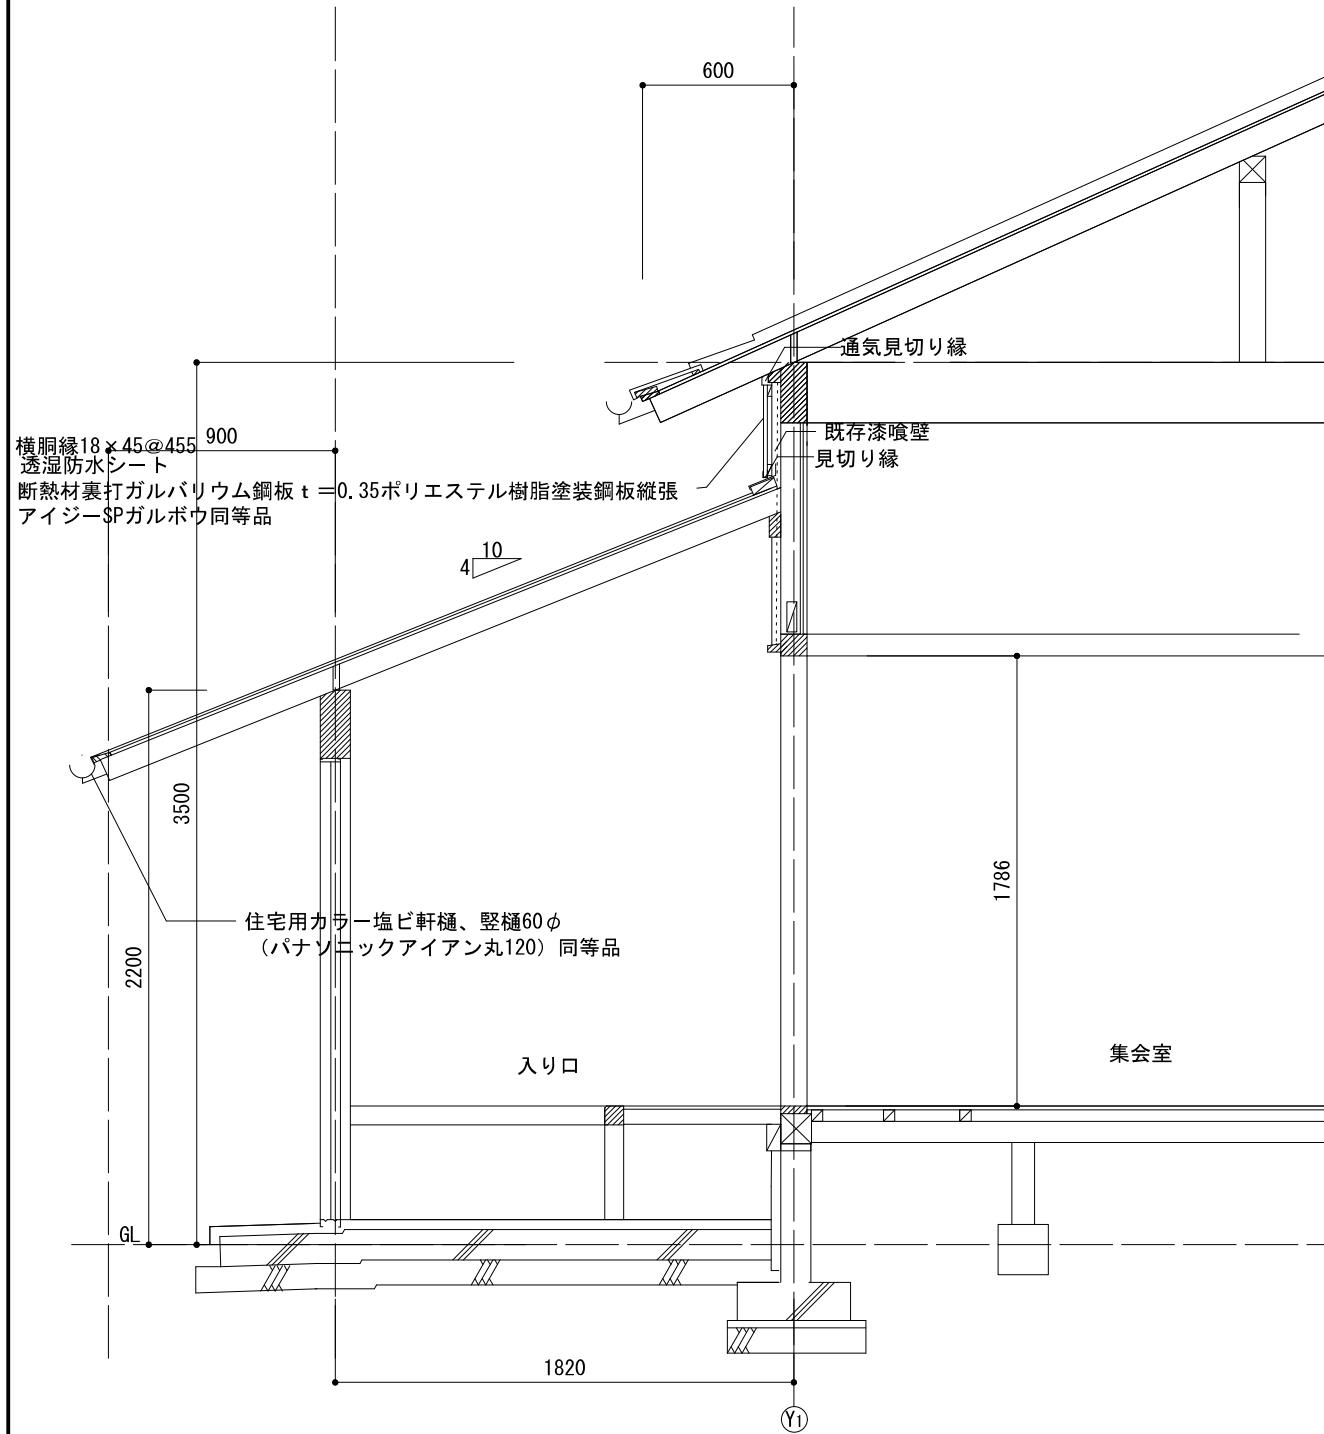 600
通気見切り縁
既存漆喰壁
見切り縁
横胴縁18×45@455
900
透湿防水シート
断熱材裏打ガルバリウム鋼板ｔ＝0.35ポリエステル樹脂塗装鋼板縦張
アイジーSPガルボウ同等品
10
4
3500
2200
1786
住宅用カラー塩ビ軒樋、竪樋60φ
（パナソニックアイアン丸120）同等品
入り口
集会室
GL
1820
Y1